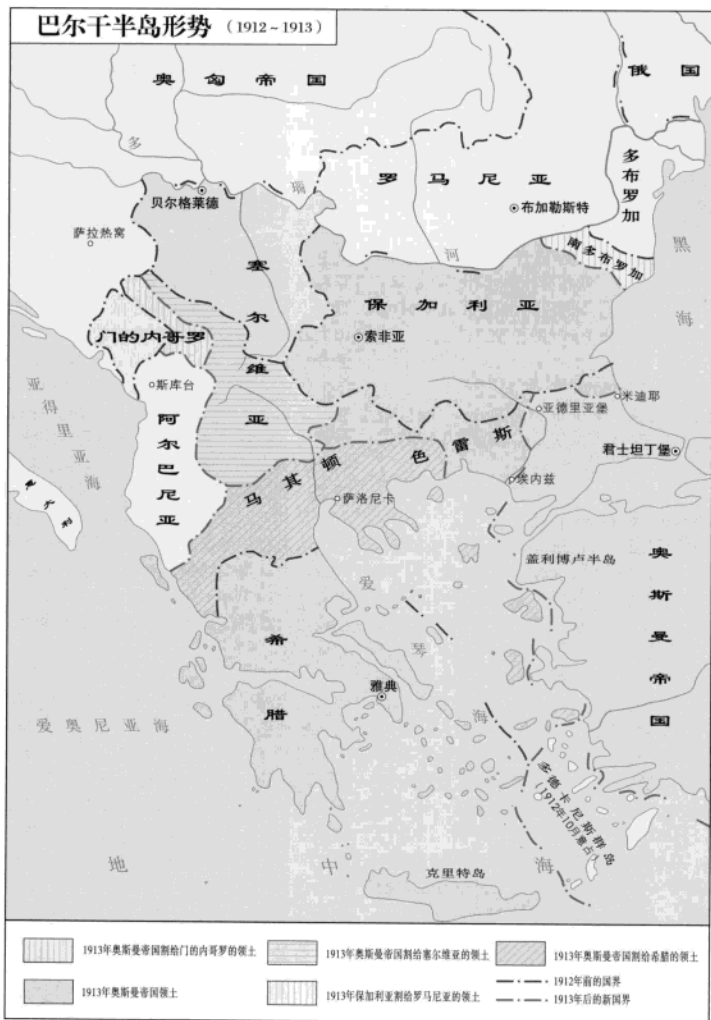 巴尔干半岛形势（1912～1913）
奥匈帝国
俄国
多
瑙
河
罗马尼亚
多布罗加
贝尔格莱德
布加勒斯特
萨拉热窝
南多布罗加
黑海
塞尔维亚
保加利亚
门的内哥罗
索非亚
斯库台
亚得里亚海
米迪耶
亚德里亚堡
阿尔巴尼亚
君士坦丁堡
马其顿
色雷斯
埃内兹
萨洛尼卡
意大利
盖利博卢半岛
奥斯曼帝国
爱琴海
希腊
雅典
爱奥尼亚海
多德卡尼斯群岛
（1912年10月意占）
地中海
克里特岛
1913年奥斯曼帝国割给门的内哥罗的领土
1913年奥斯曼帝国割给塞尔维亚的领土
1913年奥斯曼帝国割给希腊的领土
1913年奥斯曼帝国领土
1913年保加利亚割给罗马尼亚的领土
1912年前的国界
1913年后的新国界